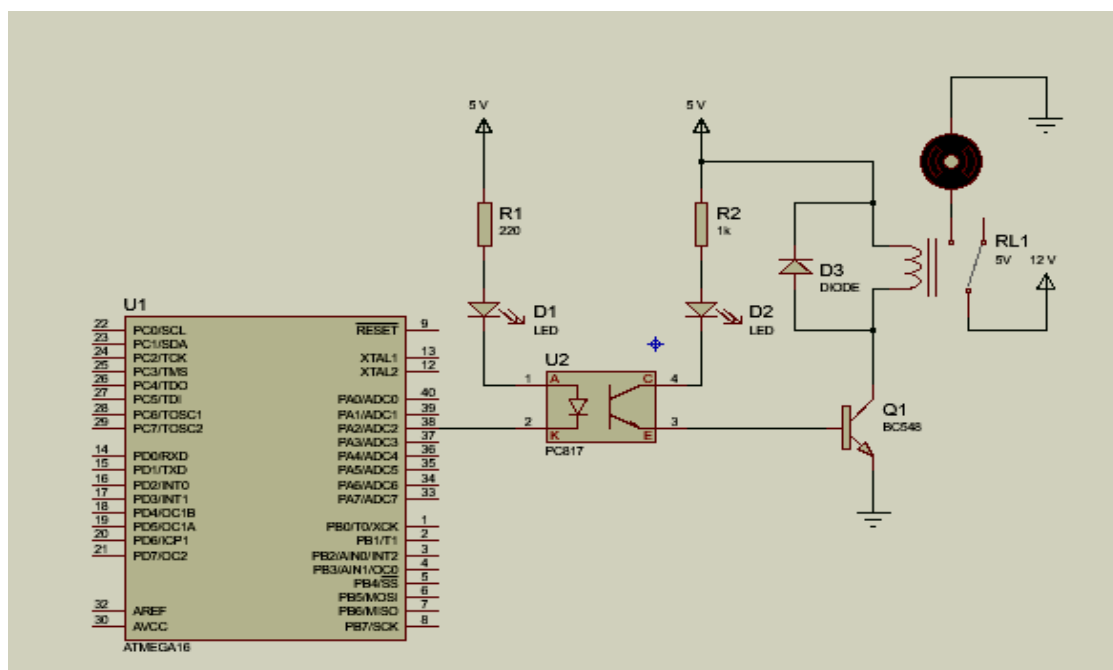 5 V
5 V
R1
220
R2
1k
RL1
5V
12 V
D3
DIODE
D1
LED
D2
LED
U1
U2
A
C
K
E
1
2
4
3
PC817
Q1
BC548
22 PC0/SCL
23 PC1/SDA
24 PC2/TCK
25 PC3/TMS
26 PC4/TDO
27 PC5/TDI
28 PC6/TOSC1
29 PC7/TOSC2
14 PD0/RXD
15 PD1/TXD
16 PD2/INT0
17 PD3/INT1
18 PD4/OC1B
19 PD5/OC1A
20 PD6/ICP1
21 PD7/OC2
32 AREF
30 AVCC
RESET 9
XTAL1 13
XTAL2 12
PA0/ADC0 40
PA1/ADC1 39
PA2/ADC2 38
PA3/ADC3 37
PA4/ADC4 36
PA5/ADC5 35
PA6/ADC6 34
PA7/ADC7 33
PB0/T0/XCK 1
PB1/T1 2
PB2/AIN0/INT2 3
PB3/AIN1/OC0 4
PB4/SS 5
PB5/MOSI 6
PB6/MISO 7
PB7/SCK 8
ATMEGA16